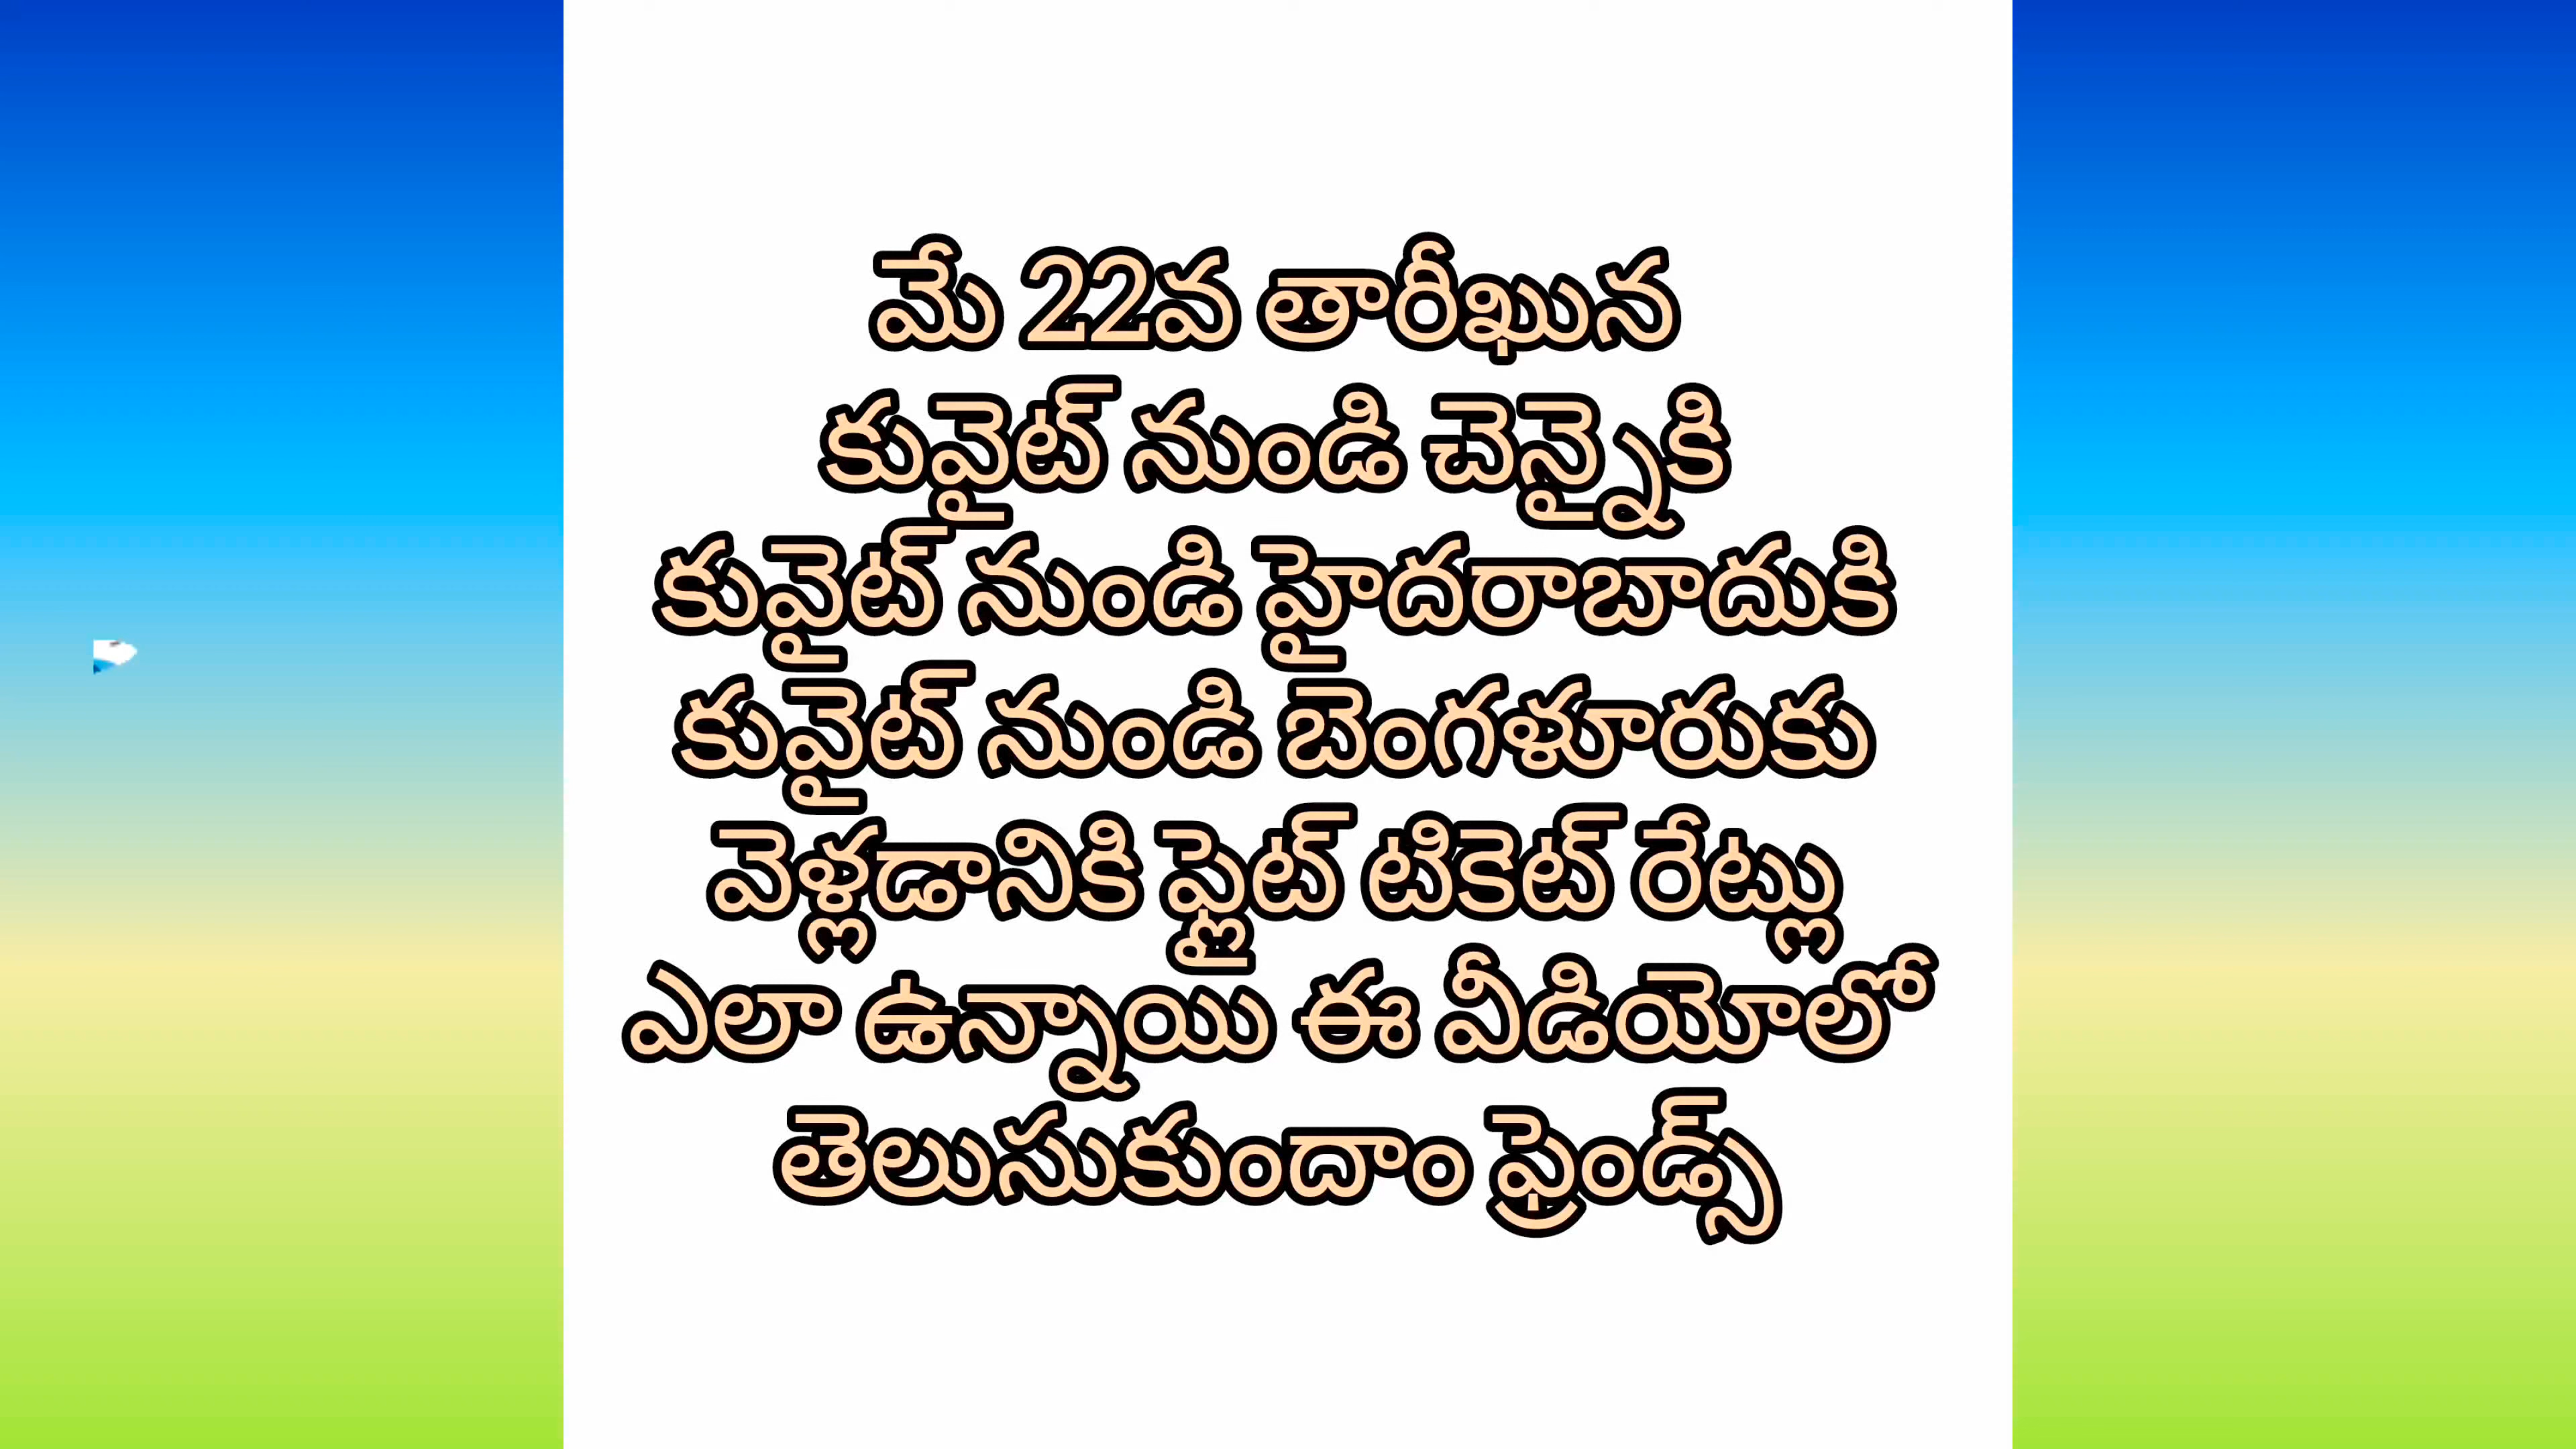 మే 22వ తారీఖున
కువైట్ నుండి చెన్నైకి
కువైట్ నుండి హైదరాబాదుకి
కువైట్ నుండి బెంగళూరుకు
వెళ్లడానికి ఫ్లైట్ టికెట్ రేట్లు
ఎలా ఉన్నాయి ఈ వీడియోలో
తెలుసుకుందాం ఫ్రెండ్స్